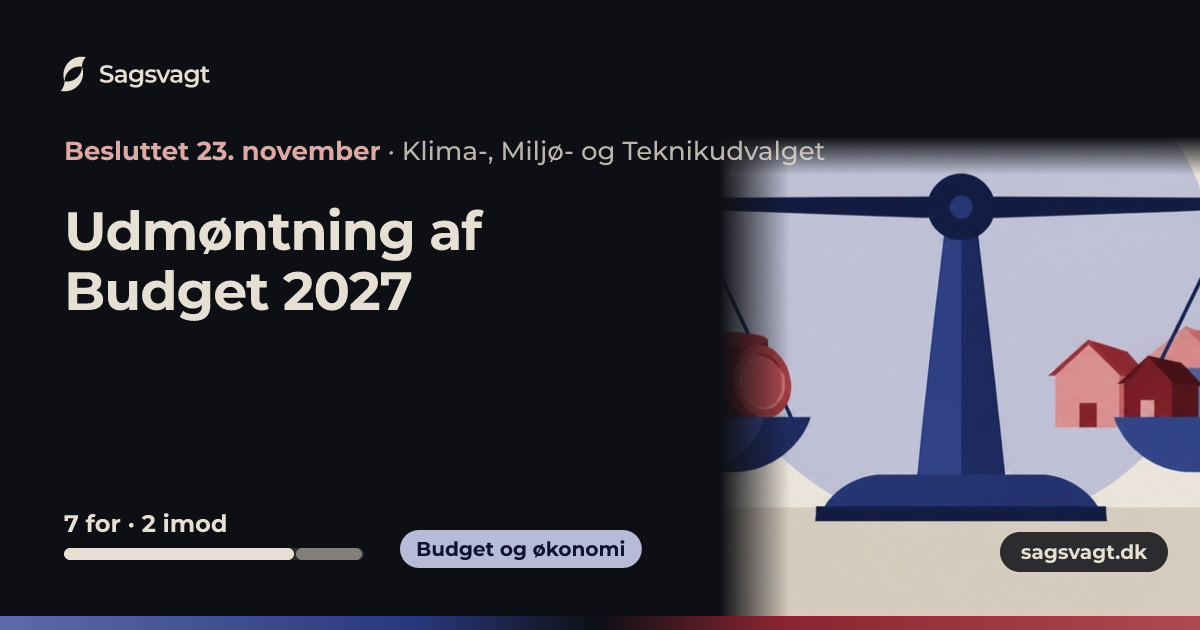 Sagsvagt
Besluttet 23. november · Klima-, Miljø- og Teknikudvalget
Udmøntning af
Budget 2027
7 for · 2 imod
Budget og økonomi
sagsvagt.dk